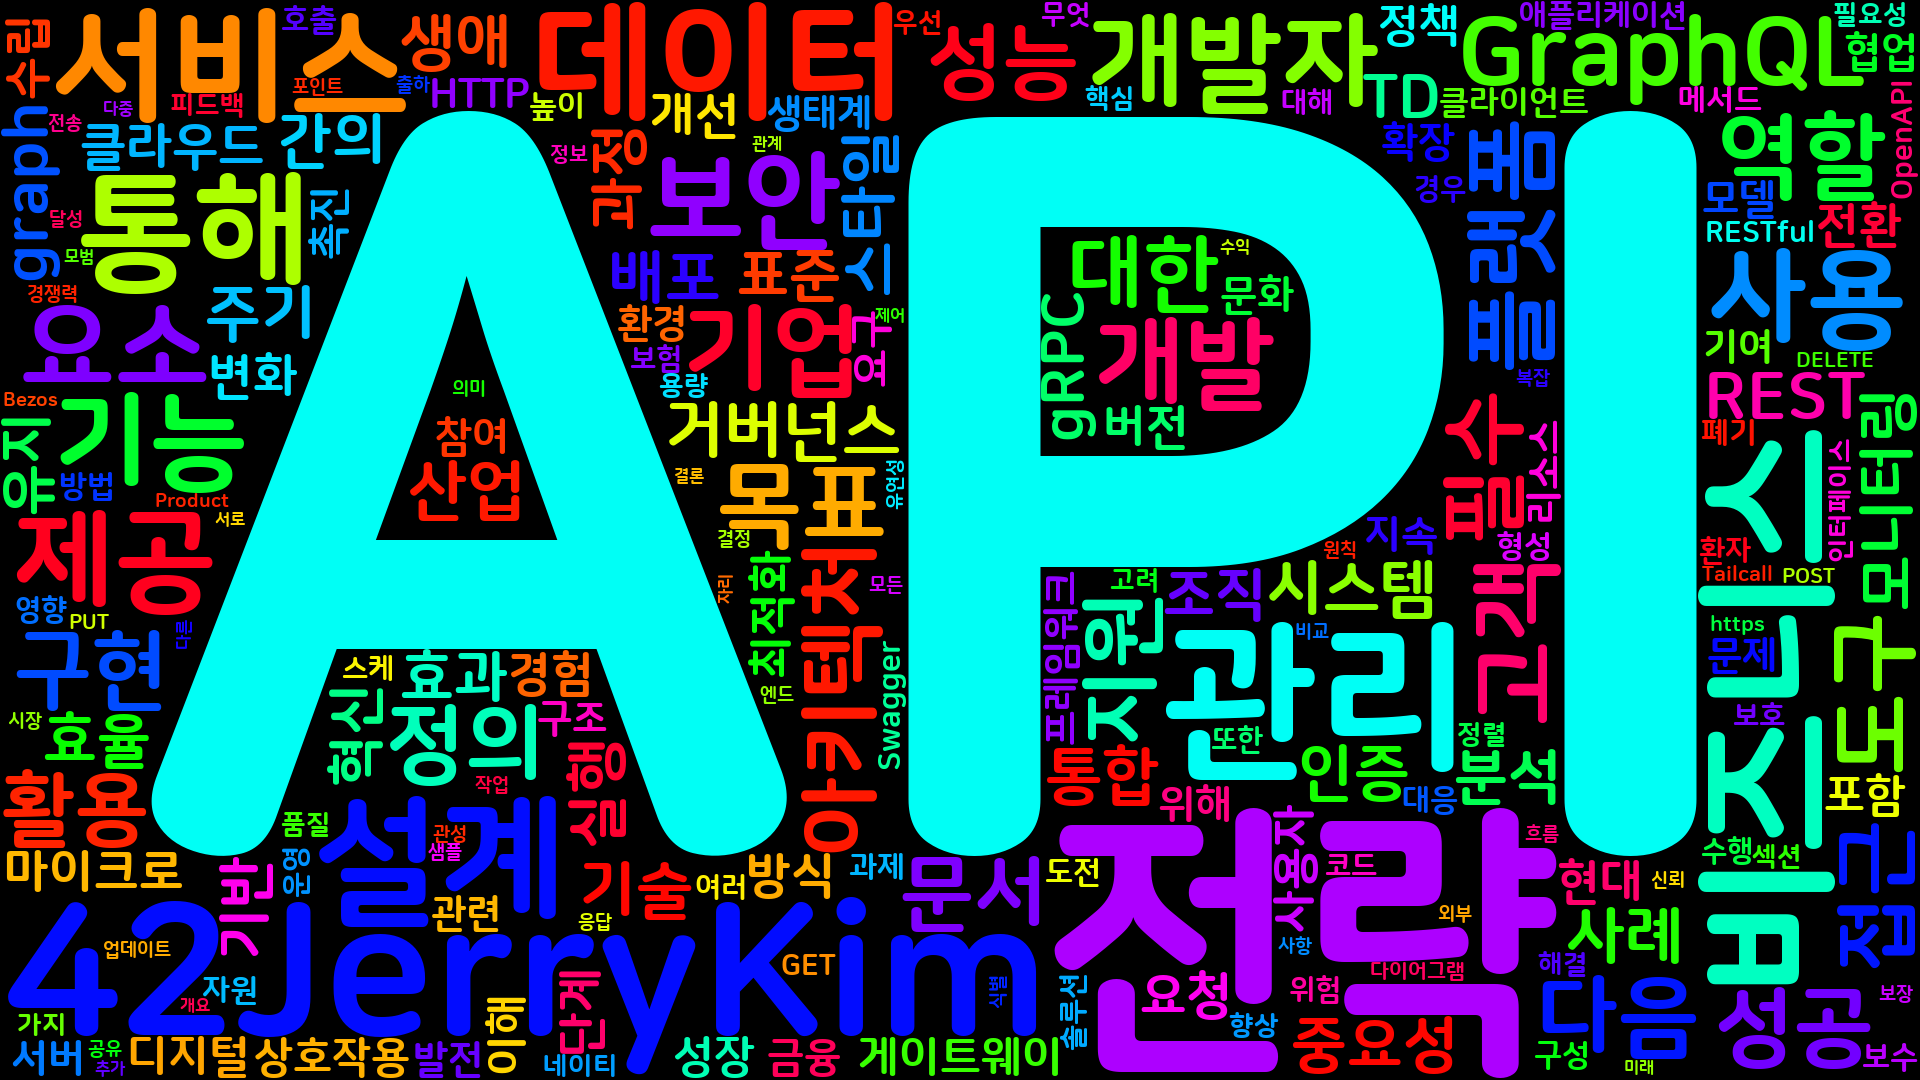 수립
서비스
호출
생애
포인트
출하
HTTP
다중
피드백
데이터
우선
성능
무엇
개발자
정책
애플리케이션
필요성
GraphQL
협업
높이
개선
생태계
핵심
대해
TD
클라이언트
메서드
OpenAPI
graph
전송
클라우드
간의
API
정보
과정
관계
보안
스타일
확장
경우
플랫폼
역할
모델
전환
RESTful
통해
촉진
달성
모범
경쟁력
주기
배포
표준
대한
수익
문화
사용
요소
변화
환경
기업
요구
제어
보험
용량
gRPC
개발
버전
복잡
기여
DELETE
REST
Bezos
유지
기능
방법
Product
서로
의미
참여
산업
거버넌스
결론
목표
유연성
결정
필수
리소스
폐기
비즈니스
인터페이스
모니터링
제공
영향
PUT
다른
구현
시장
효율
자리
최적화
아키텍처
모든
엔드
Swagger
프레임워크
고려
지원
조직
시스템
원칙
지속
형성
고객
비교
관리
환자
Tailcall
POST
https
문제
보호
도구
스케
효과
경험
혁신
정의
구조
작업
실행
또한
통합
인증
정렬
분석
포함
활용
마이크로
품질
설계
관성
샘플
위해
대응
사용자
전략
흐름
코드
수행
섹션
접근
기반
운영
관련
기술
여러
방식
과제
문서
도전
현대
신뢰
응답
외부
사례
42JerryKim
업데이트
GET
식별
사항
다이어그램
해결
자원
개요
가지
이해
단계
솔루션
요청
위험
향상
다음
성공
보장
서버
공유
추가
디지털
상호작용
발전
네이티
성장
금융
게이트웨이
중요성
구성
미래
보수